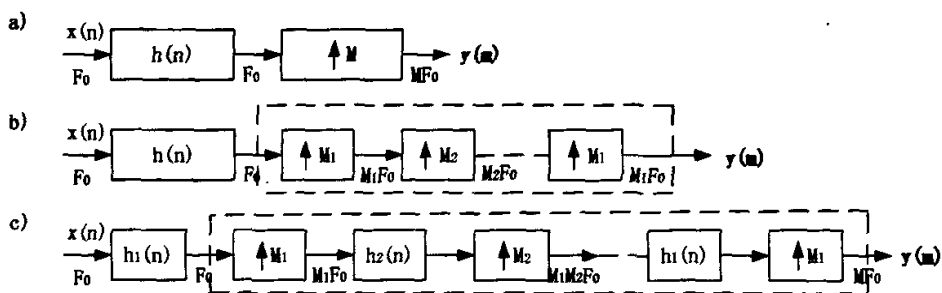 a)
x(n)
h(n)
↑ M
y(m)
F₀
F₀
MF₀
b)
x(n)
h(n)
↑ M₁
↑ M₂
↑ M₁
y(m)
F₀
F₀
M₁F₀
M₂F₀
M₁F₀
c)
x(n)
h₁(n)
↑ M₁
h₂(n)
↑ M₂
h₁(n)
↑ M₁
y(m)
F₀
F₀
M₁F₀
M₁M₂F₀
MF₀